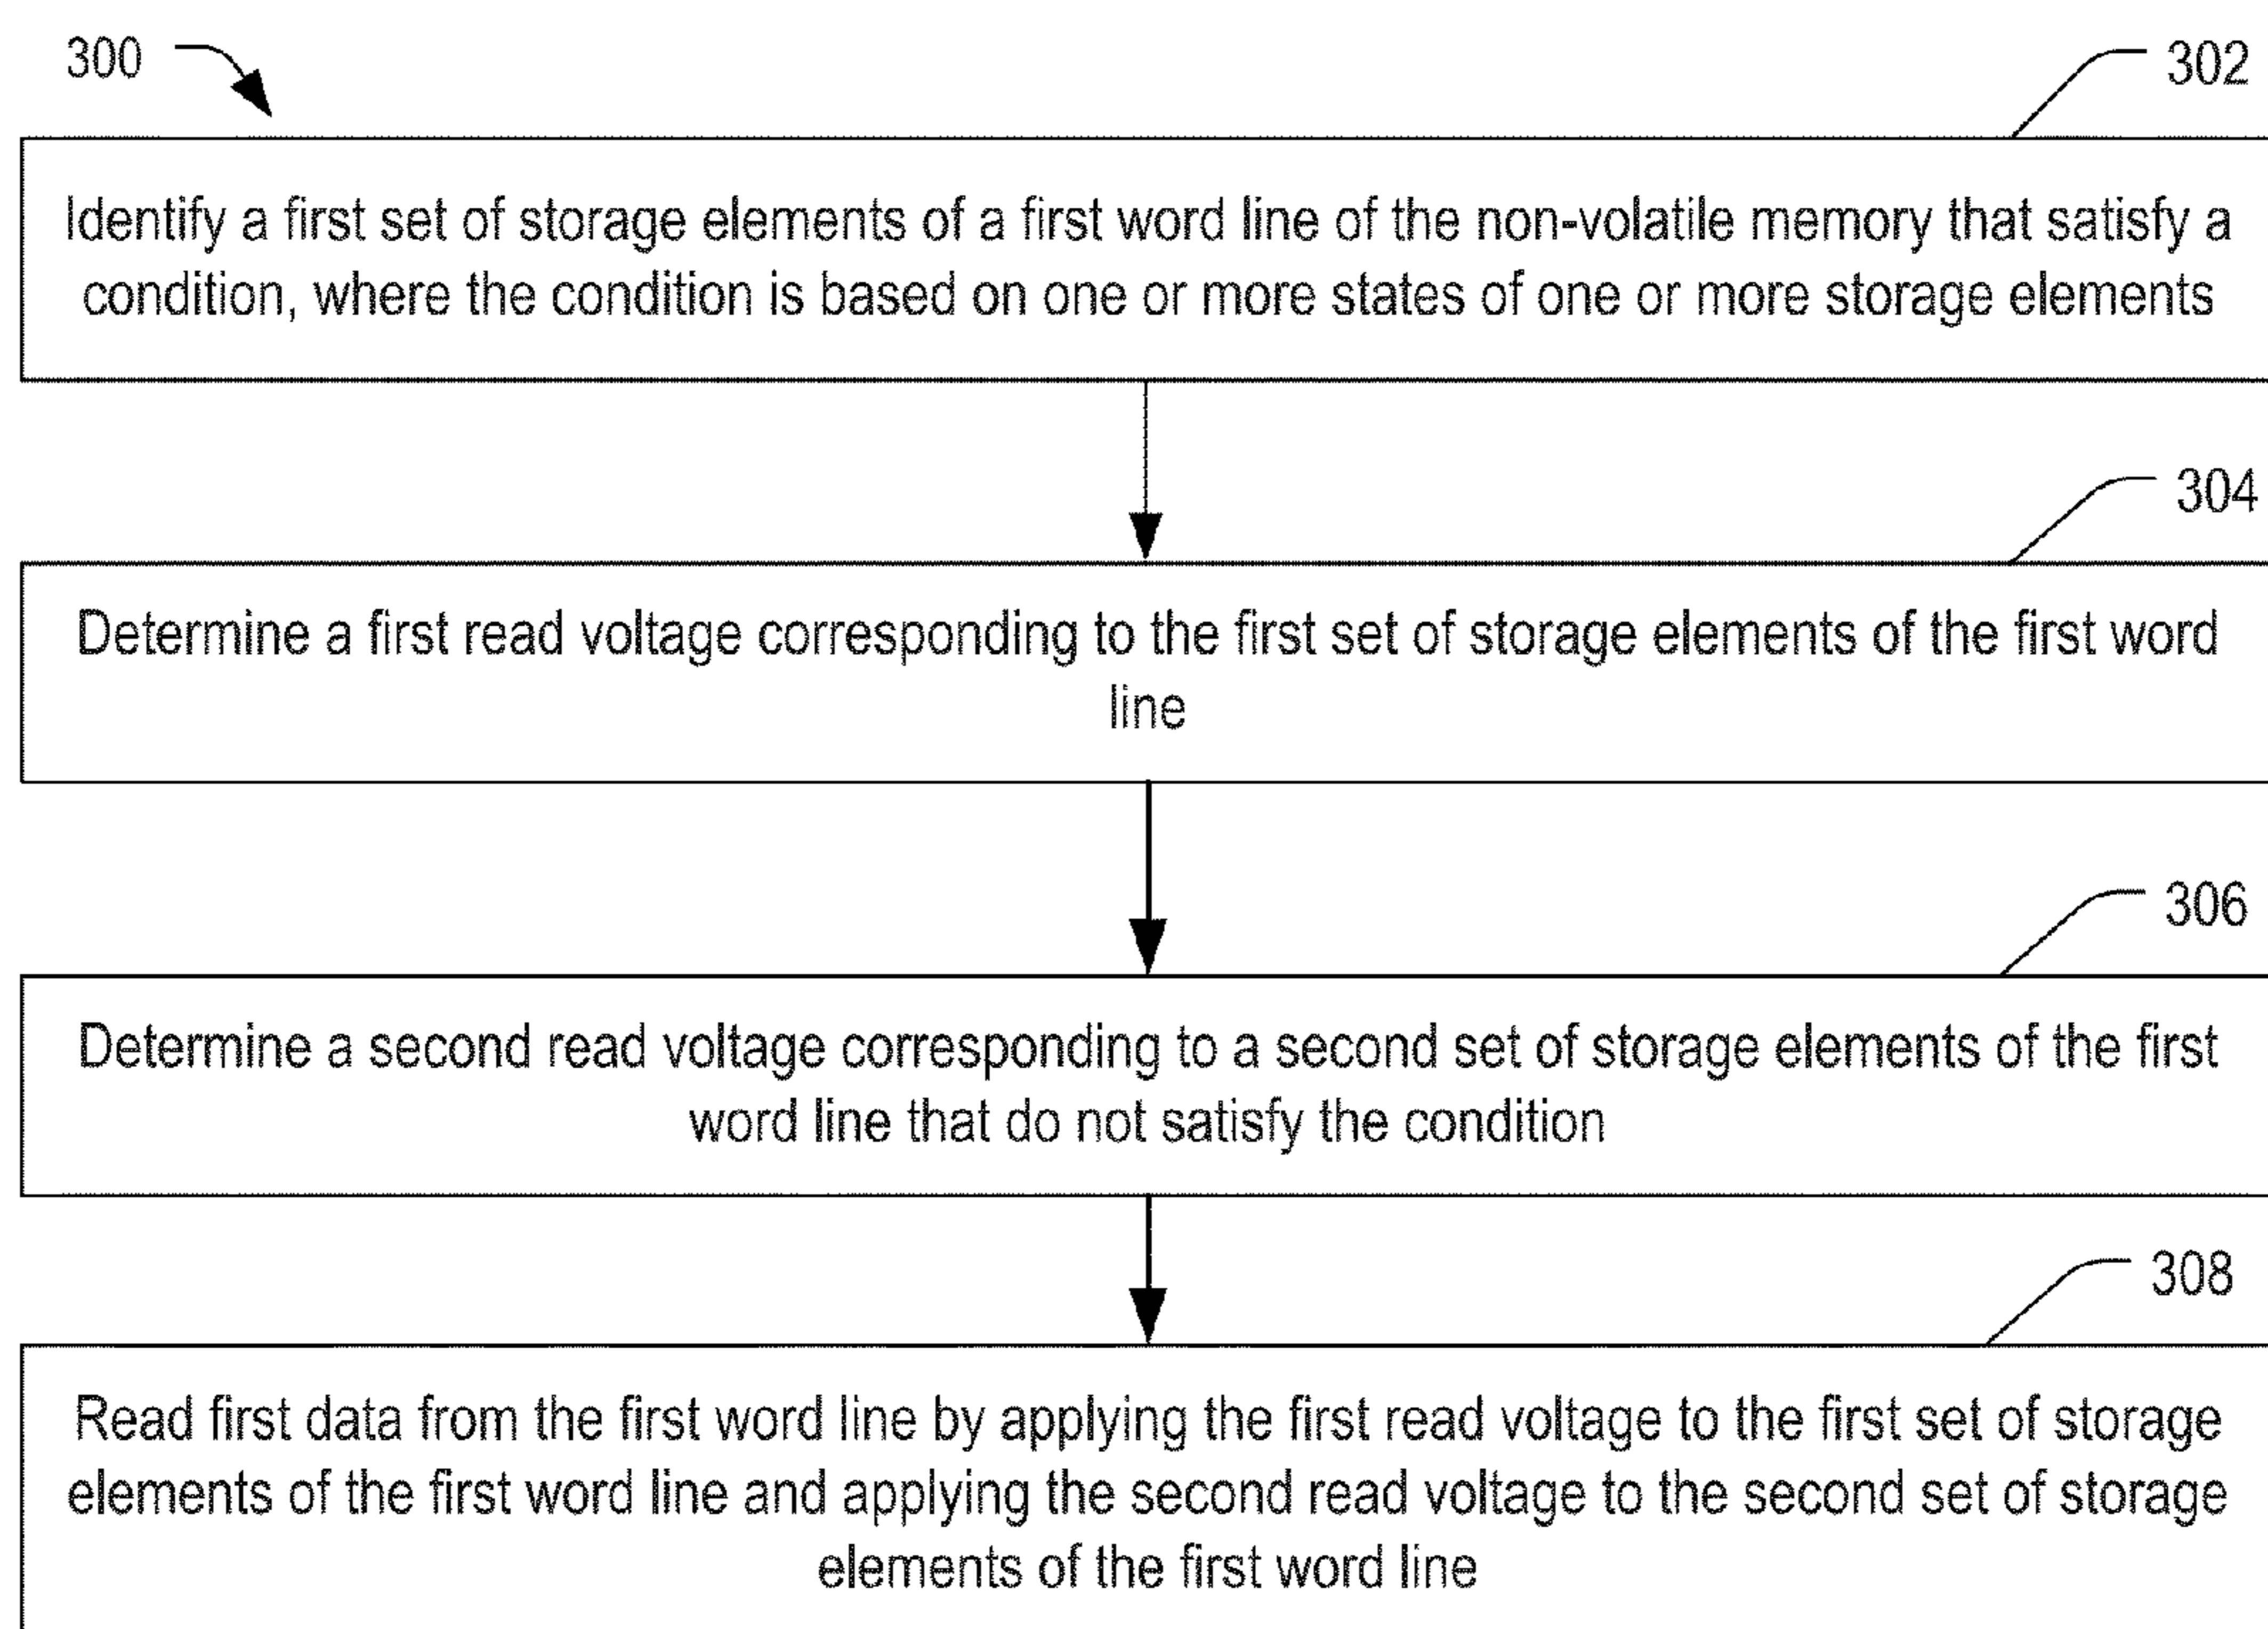 300
302
Identify a first set of storage elements of a first word line of the non-volatile memory that satisfy a
condition, where the condition is based on one or more states of one or more storage elements
304
Determine a first read voltage corresponding to the first set of storage elements of the first word
line
306
Determine a second read voltage corresponding to a second set of storage elements of the first
word line that do not satisfy the condition
308
Read first data from the first word line by applying the first read voltage to the first set of storage
elements of the first word line and applying the second read voltage to the second set of storage
elements of the first word line